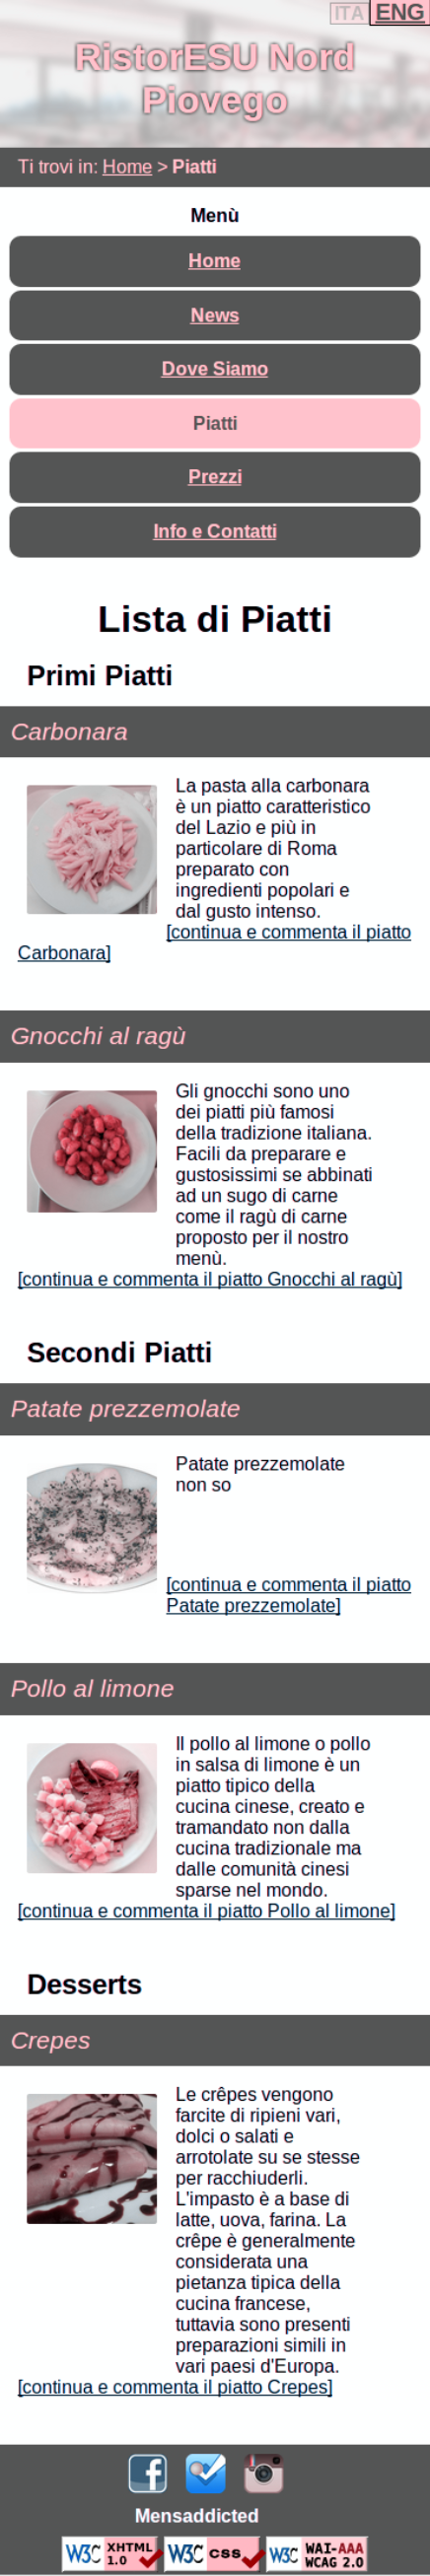 ITA ENG
RistorESU Nord
Piovego
Ti trovi in: Home > Piatti
Menù
Home
News
Dove Siamo
Piatti
Prezzi
Info e Contatti
Lista di Piatti
Primi Piatti
Carbonara
La pasta alla carbonara
è un piatto caratteristico
del Lazio e più in
particolare di Roma
preparato con
ingredienti popolari e
dal gusto intenso.
[continua e commenta il piatto
Carbonara]
Gnocchi al ragù
Gli gnocchi sono uno
dei piatti più famosi
della tradizione italiana.
Facili da preparare e
gustosissimi se abbinati
ad un sugo di carne
come il ragù di carne
proposto per il nostro
menù.
[continua e commenta il piatto Gnocchi al ragù]
Secondi Piatti
Patate prezzemolate
Patate prezzemolate
non so
[continua e commenta il piatto
Patate prezzemolate]
Pollo al limone
Il pollo al limone o pollo
in salsa di limone è un
piatto tipico della
cucina cinese, creato e
tramandato non dalla
cucina tradizionale ma
dalle comunità cinesi
sparse nel mondo.
[continua e commenta il piatto Pollo al limone]
Desserts
Crepes
Le crêpes vengono
farcite di ripieni vari,
dolci o salati e
arrotolate su se stesse
per racchiuderli.
L'impasto è a base di
latte, uova, farina. La
crêpe è generalmente
considerata una
pietanza tipica della
cucina francese,
tuttavia sono presenti
preparazioni simili in
vari paesi d'Europa.
[continua e commenta il piatto Crepes]
Mensaddicted
W3C XHTML 1.0 W3C CSS W3C WAI-AAA WCAG 2.0